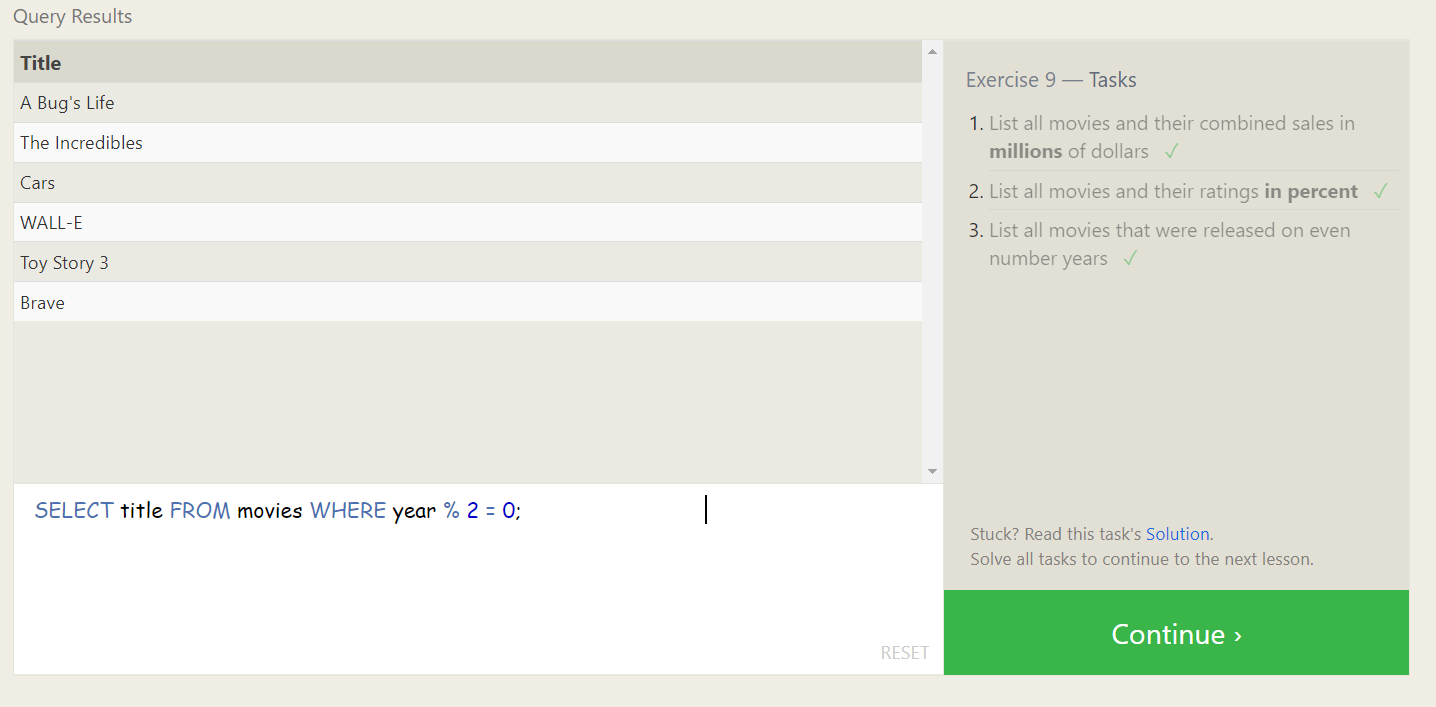 Query Results
Title
A Bug's Life
The Incredibles
Cars
WALL-E
Toy Story 3
Brave
SELECT title FROM movies WHERE year % 2 = 0;
RESET
Exercise 9 — Tasks
1. List all movies and their combined sales in
millions of dollars ✓
2. List all movies and their ratings in percent ✓
3. List all movies that were released on even
number years ✓
Stuck? Read this task's Solution.
Solve all tasks to continue to the next lesson.
Continue ›